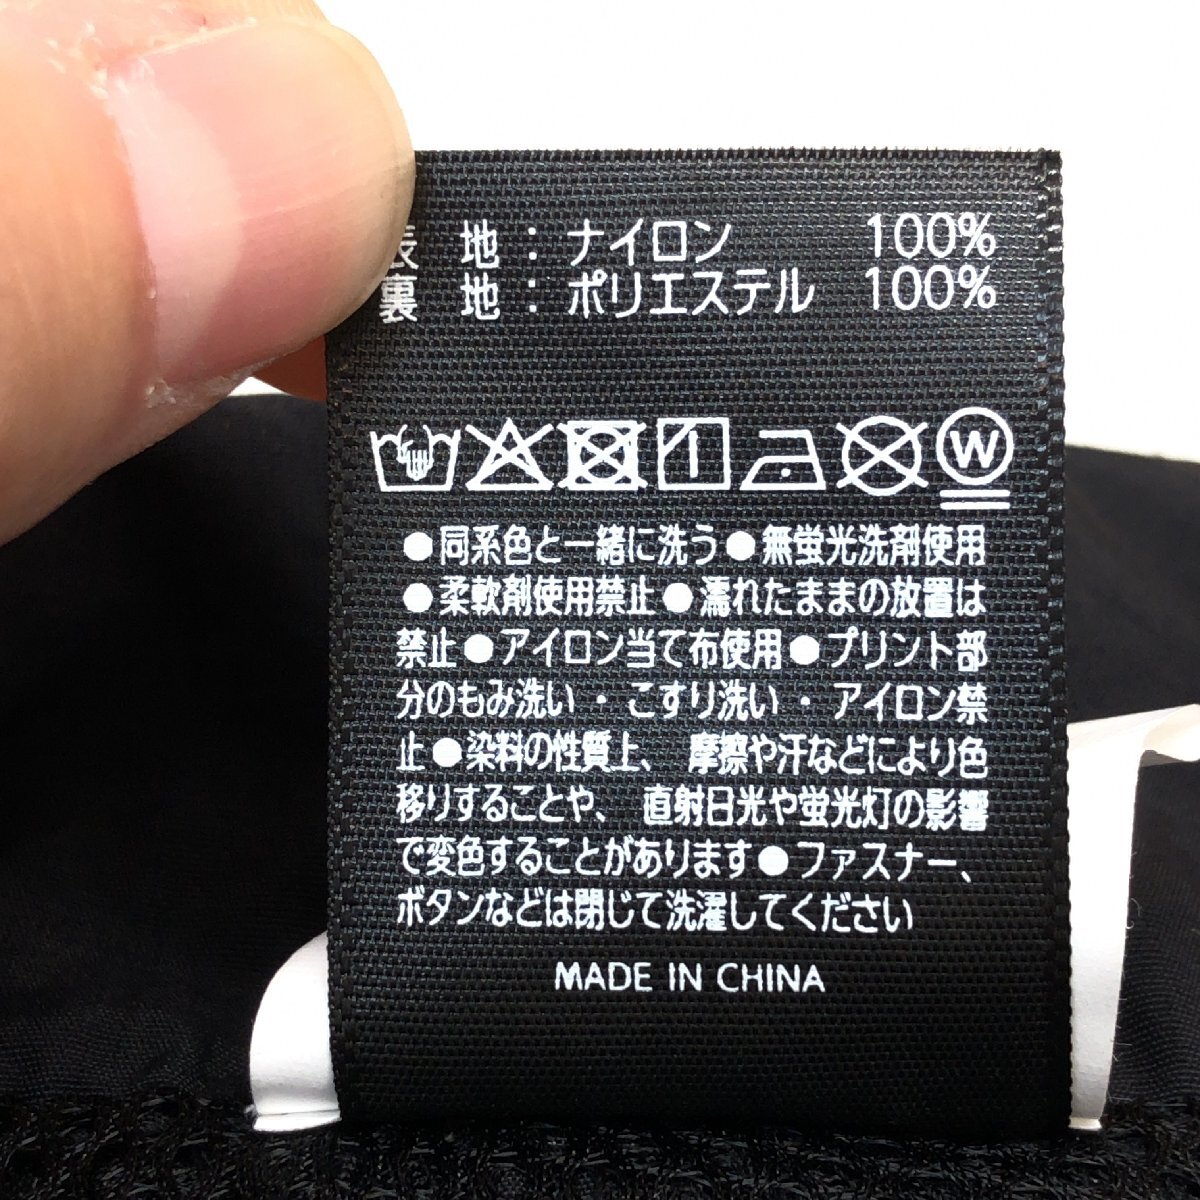 表 地 : ナイロン 100%
裏 地 : ポリエステル 100%
W
●同系色と一緒に洗う●無蛍光洗剤使用
●柔軟剤使用禁止●濡れたままの放置は
禁止●アイロン当て布使用●プリント部
分のもみ洗い・こすり洗い・アイロン禁
止●染料の性質上、摩擦や汗などにより色
移りすることや、直射日光や蛍光灯の影響
で変色することがあります●ファスナー、
ボタンなどは閉じて洗濯してください
MADE IN CHINA